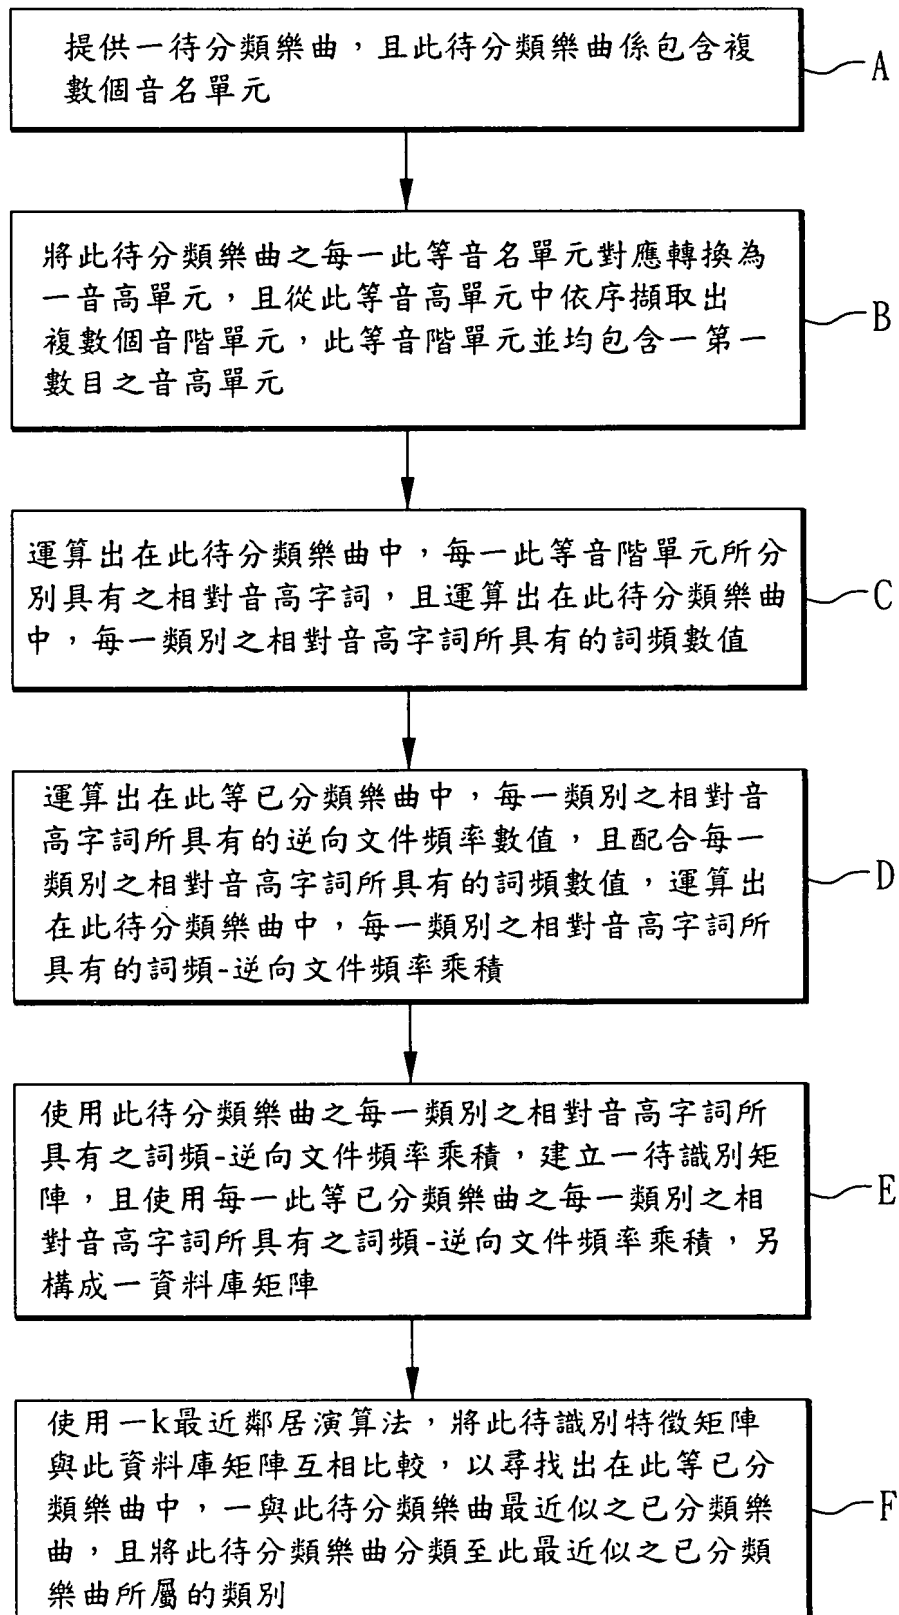 提供一待分類樂曲，且此待分類樂曲係包含複
數個音名單元
A
將此待分類樂曲之每一此等音名單元對應轉換為
一音高單元，且從此等音高單元中依序擷取出
複數個音階單元，此等音階單元並均包含一第一
數目之音高單元
B
運算出在此待分類樂曲中，每一此等音階單元所分
別具有之相對音高字詞，且運算出在此待分類樂曲
中，每一類別之相對音高字詞所具有的詞頻數值
C
運算出在此等已分類樂曲中，每一類別之相對音
高字詞所具有的逆向文件頻率數值，且配合每一
類別之相對音高字詞所具有的詞頻數值，運算出
在此待分類樂曲中，每一類別之相對音高字詞所
具有的詞頻-逆向文件頻率乘積
D
使用此待分類樂曲之每一類別之相對音高字詞所
具有之詞頻-逆向文件頻率乘積，建立一待識別矩
陣，且使用每一此等已分類樂曲之每一類別之相
對音高字詞所具有之詞頻-逆向文件頻率乘積，另
構成一資料庫矩陣
E
使用一k最近鄰居演算法，將此待識別特徵矩陣
與此資料庫矩陣互相比較，以尋找出在此等已分
類樂曲中，一與此待分類樂曲最近似之已分類樂
曲，且將此待分類樂曲分類至此最近似之已分類
樂曲所屬的類別
F